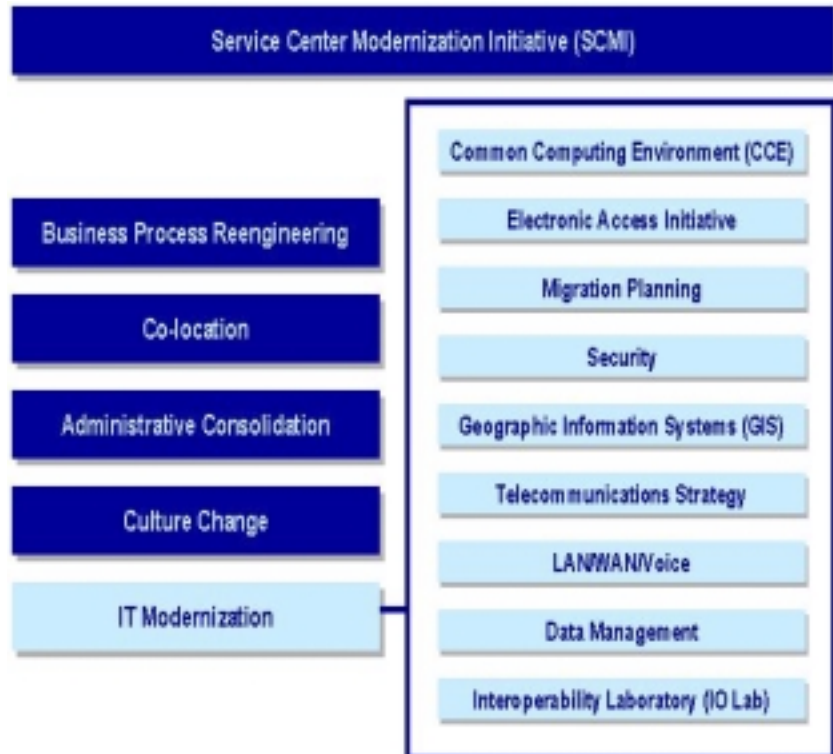 Service Center Modernization Initiative (SCMI)
Business Process Reengineering
Co-location
Administrative Consolidation
Culture Change
IT Modernization
Common Computing Environment (CCE)
Electronic Access Initiative
Migration Planning
Security
Geographic Information Systems (GIS)
Telecommunications Strategy
LAN/WAN/Voice
Data Management
Interoperability Laboratory (IO Lab)